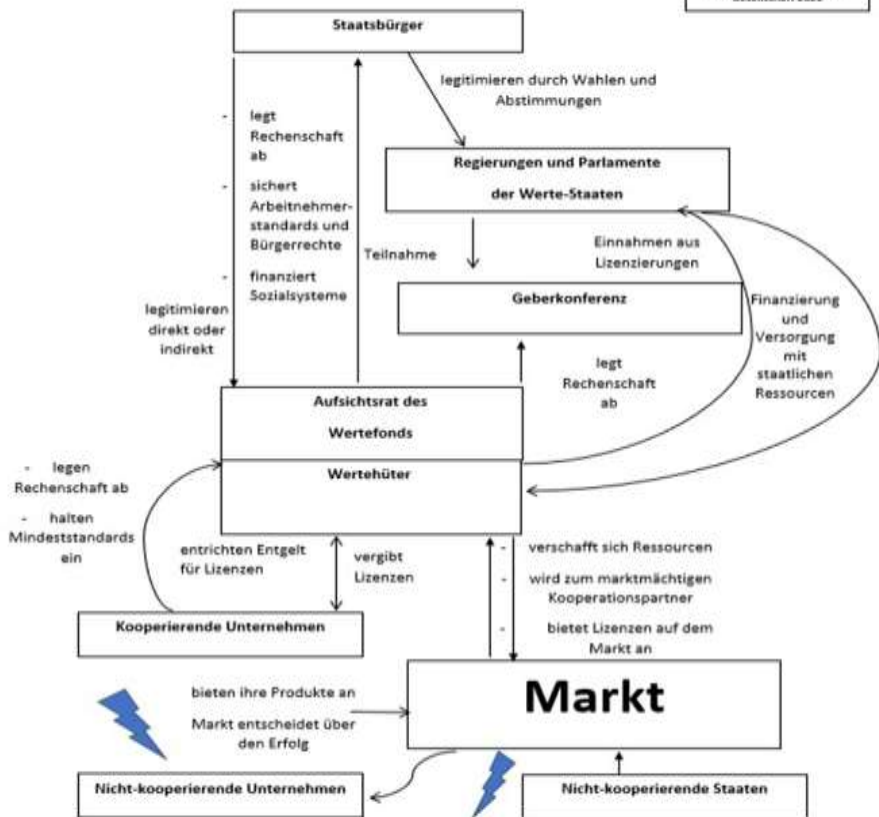 Staatsbürger
legitimieren durch Wahlen und
Abstimmungen
- legt
Rechenschaft
ab
- sichert
Arbeitnehmer-
standards und
Bürgerrechte
- finanziert
Sozialsysteme
legitimieren
direkt oder
indirekt
Teilnahme
Regierungen und Parlamente
der Werte-Staaten
Einnahmen aus
Lizenzierungen
Geberkonferenz
Finanzierung
und
Versorgung
mit
staatlichen
Ressourcen
legt
Rechenschaft
ab
Aufsichtsrat des
Wertefonds
Wertehüter
- legen
Rechenschaft ab
- halten
Mindeststandards
ein
entrichten Entgelt
für Lizenzen
vergibt
Lizenzen
- verschafft sich Ressourcen
- wird zum marktmächtigen
Kooperationspartner
- bietet Lizenzen auf dem
Markt an
Kooperierende Unternehmen
bieten ihre Produkte an
Markt entscheidet über
den Erfolg
Markt
Nicht-kooperierende Unternehmen
Nicht-kooperierende Staaten